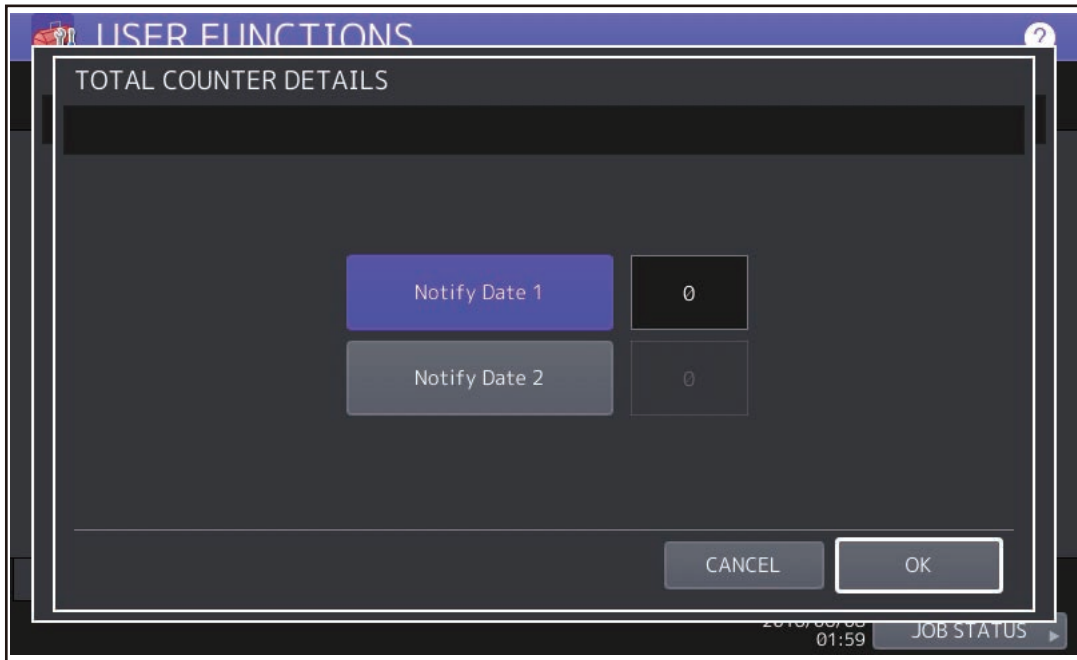 USER FUNCTIONS
?
TOTAL COUNTER DETAILS
Notify Date 1
0
Notify Date 2
0
CANCEL
OK
01:59
JOB STATUS